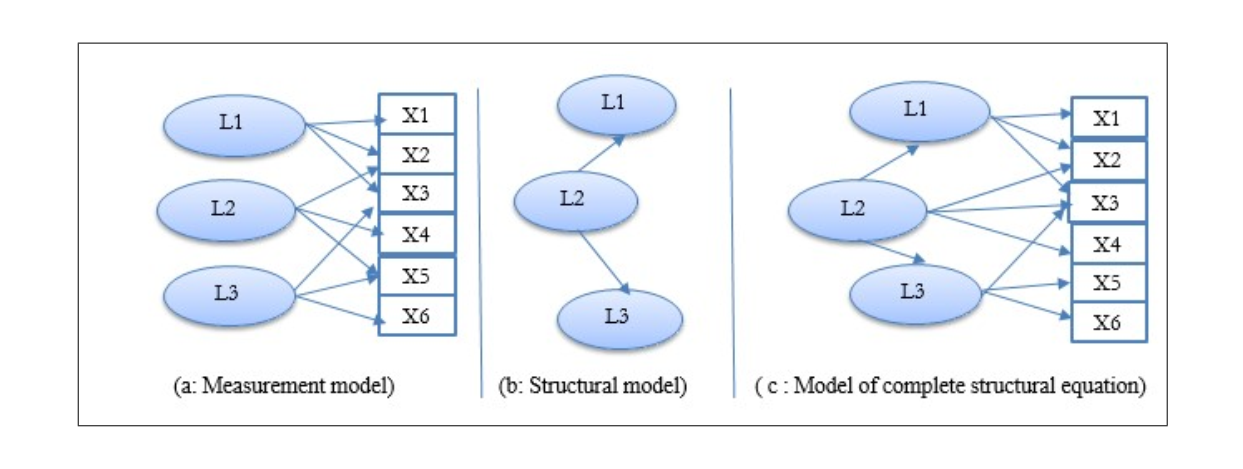 L1
L2
L3
X1
X2
X3
X4
X5
X6
(a: Measurement model)
L1
L2
L3
(b: Structural model)
L1
L2
L3
X1
X2
X3
X4
X5
X6
( c : Model of complete structural equation)